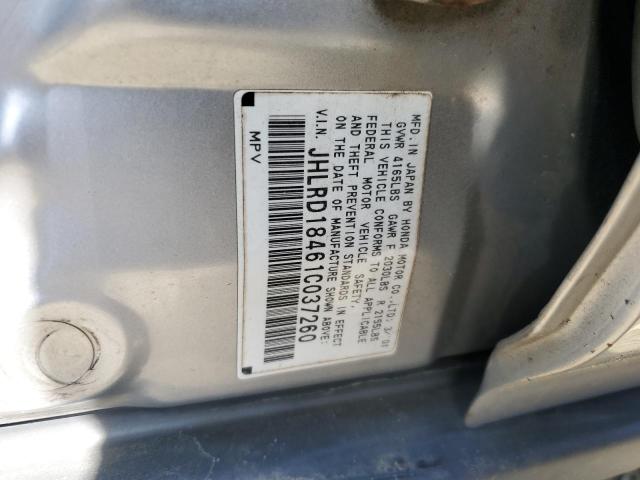 MFD. IN JAPAN BY HONDA MOTOR CO.,LTD. 3/01
GVWR 4165LBS GAWR F 2030LBS R 2155LBS
THIS VEHICLE CONFORMS TO ALL APPLICABLE
FEDERAL MOTOR VEHICLE SAFETY,
AND THEFT PREVENTION STANDARDS IN EFFECT
ON THE DATE OF MANUFACTURE SHOWN ABOVE:
V.I.N. JHLRD18461C037260
MPV